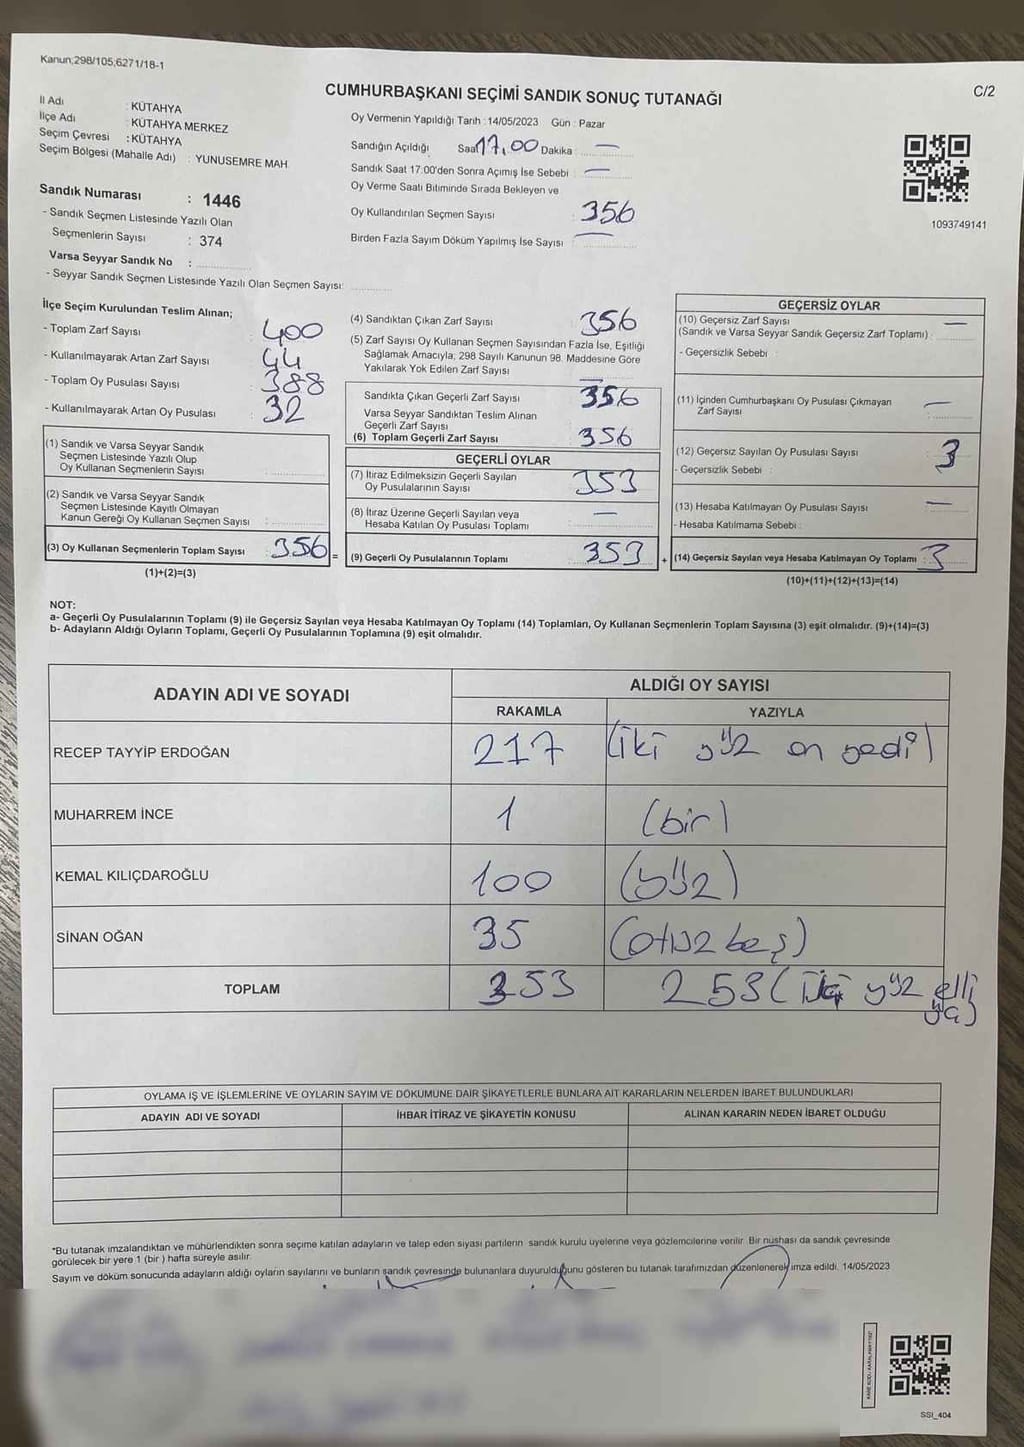 Kanun;298/105;6271/18-1
C/2
CUMHURBAŞKANI SEÇİMİ SANDIK SONUÇ TUTANAĞI
İl Adı : KÜTAHYA
İlçe Adı : KÜTAHYA MERKEZ
Seçim Çevresi : KÜTAHYA
Seçim Bölgesi (Mahalle Adı) : YUNUSEMRE MAH.
Sandık Numarası : 1446
- Sandık Seçmen Listesinde Yazılı Olan
Seçmenlerin Sayısı : 374
Varsa Seyyar Sandık No :
- Seyyar Sandık Seçmen Listesinde Yazılı Olan Seçmen Sayısı:
Oy Vermenin Yapıldığı Tarih : 14/05/2023 Gün : Pazar
Sandığın Açıldığı Saat 17,00 Dakika : —
Sandık Saat 17:00'den Sonra Açımış İse Sebebi : —
Oy Verme Saati Bitiminde Sırada Bekleyen ve
Oy Kullandırılan Seçmen Sayısı : 356
Birden Fazla Sayım Döküm Yapılmış İse Sayısı : —
1093749141
İlçe Seçim Kurulundan Teslim Alınan;
- Toplam Zarf Sayısı : 400
- Kullanılmayarak Artan Zarf Sayısı : 44
- Toplam Oy Pusulası Sayısı : 388
- Kullanılmayarak Artan Oy Pusulası : 32
(1) Sandık ve Varsa Seyyar Sandık
Seçmen Listesinde Yazılı Olup
Oy Kullanan Seçmenlerin Sayısı :
(2) Sandık ve Varsa Seyyar Sandık
Seçmen Listesinde Kayıtlı Olmayan
Kanun Gereği Oy Kullanan Seçmen Sayısı :
(3) Oy Kullanan Seçmenlerin Toplam Sayısı : 356 =
(1)+(2)=(3)
(4) Sandıktan Çıkan Zarf Sayısı 356
(5) Zarf Sayısı Oy Kullanan Seçmen Sayısından Fazla İse, Eşitliği
Sağlamak Amacıyla; 298 Sayılı Kanunun 98. Maddesine Göre
Yakılarak Yok Edilen Zarf Sayısı —
Sandıkta Çıkan Geçerli Zarf Sayısı 356
Varsa Seyyar Sandıktan Teslim Alınan
Geçerli Zarf Sayısı
(6) Toplam Geçerli Zarf Sayısı 356
GEÇERLİ OYLAR
(7) İtiraz Edilmeksizin Geçerli Sayılan
Oy Pusulalarının Sayısı 353
(8) İtiraz Üzerine Geçerli Sayılan veya
Hesaba Katılan Oy Pusulası Toplamı : —
(9) Geçerli Oy Pusulalarının Toplamı 353 +
GEÇERSİZ OYLAR
(10) Geçersiz Zarf Sayısı —
(Sandık ve Varsa Seyyar Sandık Geçersiz Zarf Toplamı) :
- Geçersizlik Sebebi :
(11) İçinden Cumhurbaşkanı Oy Pusulası Çıkmayan —
Zarf Sayısı :
(12) Geçersiz Sayılan Oy Pusulası Sayısı : 3
- Geçersizlik Sebebi :
(13) Hesaba Katılmayan Oy Pusulası Sayısı : —
- Hesaba Katılmama Sebebi :
(14) Geçersiz Sayılan veya Hesaba Katılmayan Oy Toplamı : 3
(10)+(11)+(12)+(13)=(14)
NOT:
a- Geçerli Oy Pusulalarının Toplamı (9) ile Geçersiz Sayılan veya Hesaba Katılmayan Oy Toplamı (14) Toplamları, Oy Kullanan Seçmenlerin Toplam Sayısına (3) eşit olmalıdır. (9)+(14)=(3)
b- Adayların Aldığı Oyların Toplamı, Geçerli Oy Pusulalarının Toplamına (9) eşit olmalıdır.
ADAYIN ADI VE SOYADI
ALDIĞI OY SAYISI
RAKAMLA YAZIYLA
RECEP TAYYİP ERDOĞAN 217 (iki yüz on yedi)
MUHARREM İNCE 1 (bir)
KEMAL KILIÇDAROĞLU 100 (yüz)
SİNAN OĞAN 35 (otuz beş)
TOPLAM 353 253 (iki yüz elli
üç)
OYLAMA İŞ VE İŞLEMLERİNE VE OYLARIN SAYIM VE DÖKÜMÜNE DAİR ŞİKAYETLERLE BUNLARA AİT KARARLARIN NELERDEN İBARET BULUNDUKLARI
ADAYIN ADI VE SOYADI İHBAR İTİRAZ VE ŞİKAYETİN KONUSU ALINAN KARARIN NEDEN İBARET OLDUĞU
*Bu tutanak imzalandıktan ve mühürlendikten sonra seçime katılan adayların ve talep eden siyasi partilerin sandık kurulu üyelerine veya gözlemcilerine verilir. Bir nüshası da sandık çevresinde
görülecek bir yere 1 (bir ) hafta süreyle asılır.
Sayım ve döküm sonucunda adayların aldığı oyların sayılarını ve bunların sandık çevresinde bulunanlara duyurulduğunu gösteren bu tutanak tarafımızdan düzenlenerek imza edildi. 14/05/2023
SSI_404